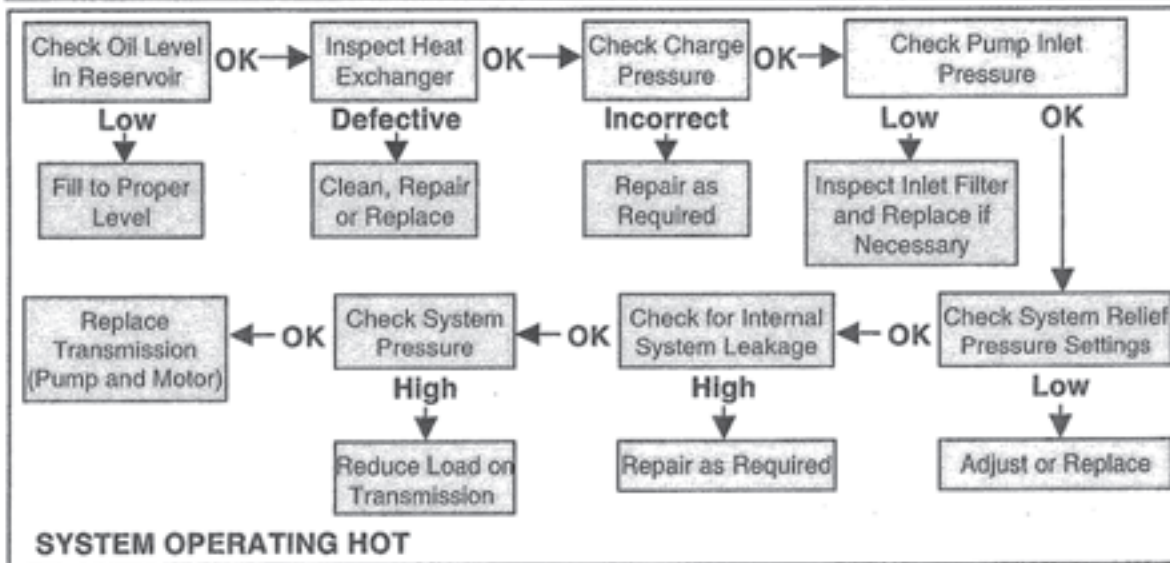 Check Oil Level
in Reservoir
OK
Inspect Heat
Exchanger
OK
Check Charge
Pressure
OK
Check Pump Inlet
Pressure
Low
Defective
Incorrect
Low
OK
Fill to Proper
Level
Clean, Repair
or Replace
Repair as
Required
Inspect Inlet Filter
and Replace if
Necessary
Replace
Transmission
(Pump and Motor)
OK
Check System
Pressure
OK
Check for Internal
System Leakage
OK
Check System Relief
Pressure Settings
High
High
Low
Reduce Load on
Transmission
Repair as Required
Adjust or Replace
SYSTEM OPERATING HOT